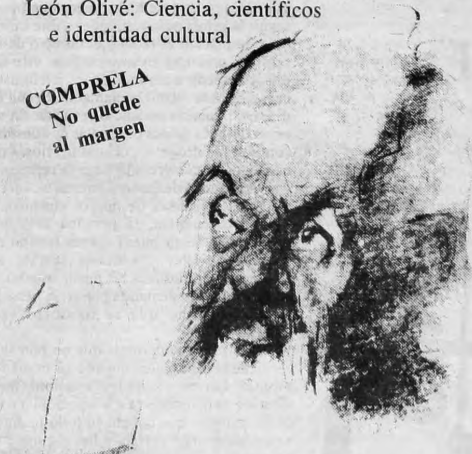 León Olivé: Ciencia, científicos
e identidad cultural
CÓMPRELA
No quede
al margen